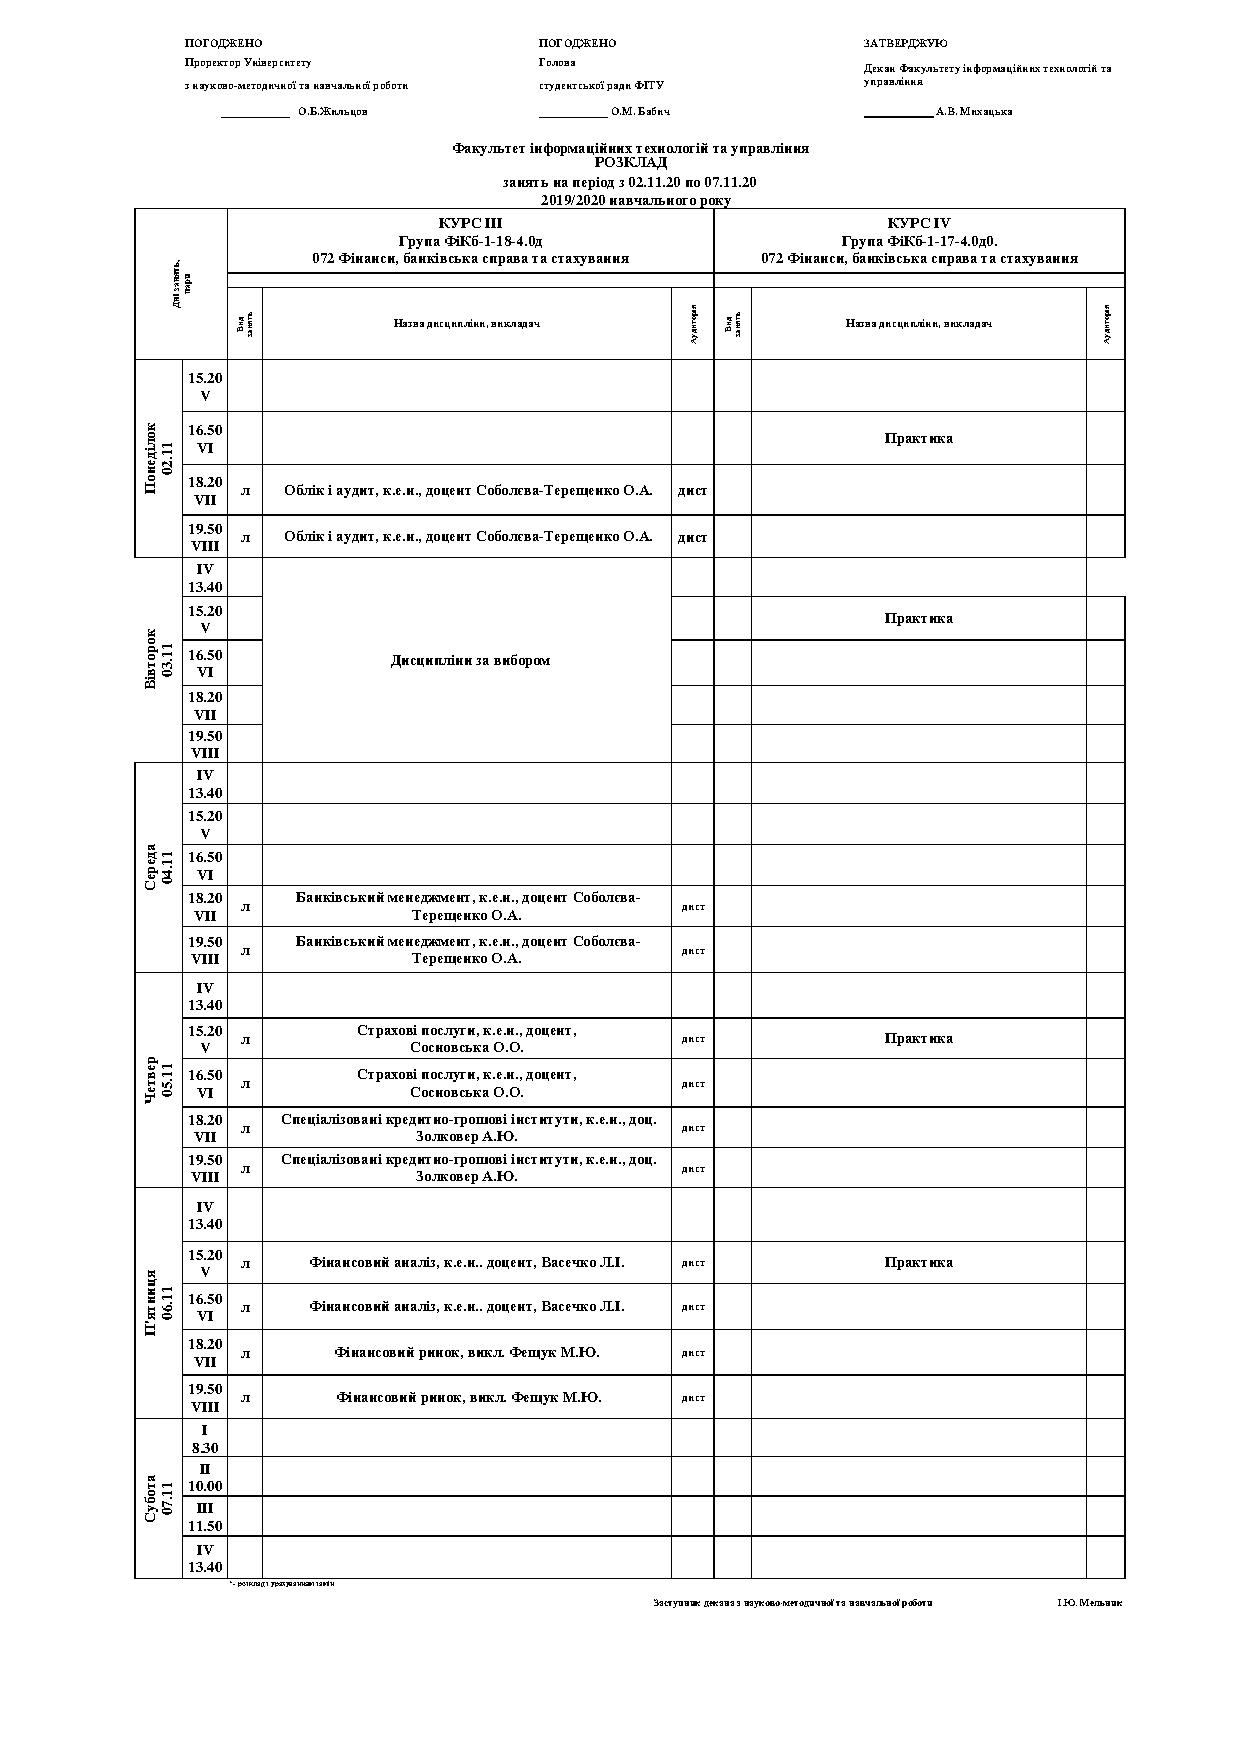 ПОГОДЖЕНО
Проректор Університету
з науково-методичної та навчальної роботи
____________ О.Б.Жильцов
ПОГОДЖЕНО
Голова
студентської ради ФІТУ
____________ О.М. Бабич
ЗАТВЕРДЖУЮ
Декан Факультету інформаційних технологій та
управління
____________ А.В. Михацька
Факультет інформаційних технологій та управління
РОЗКЛАД
занять на період з 02.11.20 по 07.11.20
2019/2020 навчального року
Дні занять,
пари
КУРС ІІІ
Група ФіКб-1-18-4.0д
072 Фінанси, банківська справа та стахування
КУРС IV
Група ФіКб-1-17-4.0д0.
072 Фінанси, банківська справа та стахування
Вид
занять
Назва дисципліни, викладач
Аудиторія
Вид
занять
Назва дисципліни, викладач
Аудиторія
Понеділок
02.11
15.20
V
16.50
VI
Практика
18.20
VII
л
Облік і аудит, к.е.н., доцент Соболєва-Терещенко О.А.
дист
19.50
VIII
л
Облік і аудит, к.е.н., доцент Соболєва-Терещенко О.А.
дист
Вівторок
03.11
IV
13.40
15.20
V
Практика
16.50
VI
Дисципліни за вибором
18.20
VII
19.50
VIII
Середа
04.11
IV
13.40
15.20
V
16.50
VI
18.20
VII
л
Банківський менеджмент, к.е.н., доцент Соболєва-
Терещенко О.А.
дист
19.50
VIII
л
Банківський менеджмент, к.е.н., доцент Соболєва-
Терещенко О.А.
дист
Четвер
05.11
IV
13.40
15.20
V
л
Страхові послуги, к.е.н., доцент,
Сосновська О.О.
дист
Практика
16.50
VI
л
Страхові послуги, к.е.н., доцент,
Сосновська О.О.
дист
18.20
VII
л
Спеціалізовані кредитно-грошові інститути, к.е.н., доц.
Золковер А.Ю.
дист
19.50
VIII
л
Спеціалізовані кредитно-грошові інститути, к.е.н., доц.
Золковер А.Ю.
дист
П'ятниця
06.11
IV
13.40
15.20
V
л
Фінансовий аналіз, к.е.н.. доцент, Васечко Л.І.
дист
Практика
16.50
VI
л
Фінансовий аналіз, к.е.н.. доцент, Васечко Л.І.
дист
18.20
VII
л
Фінансовий ринок, викл. Фещук М.Ю.
дист
19.50
VIII
л
Фінансовий ринок, викл. Фещук М.Ю.
дист
Субота
07.11
I
8.30
II
10.00
III
11.50
IV
13.40
* - розклад з урахуванням змін
Заступник декана з науково-методичної та навчальної роботи
І.Ю. Мельник